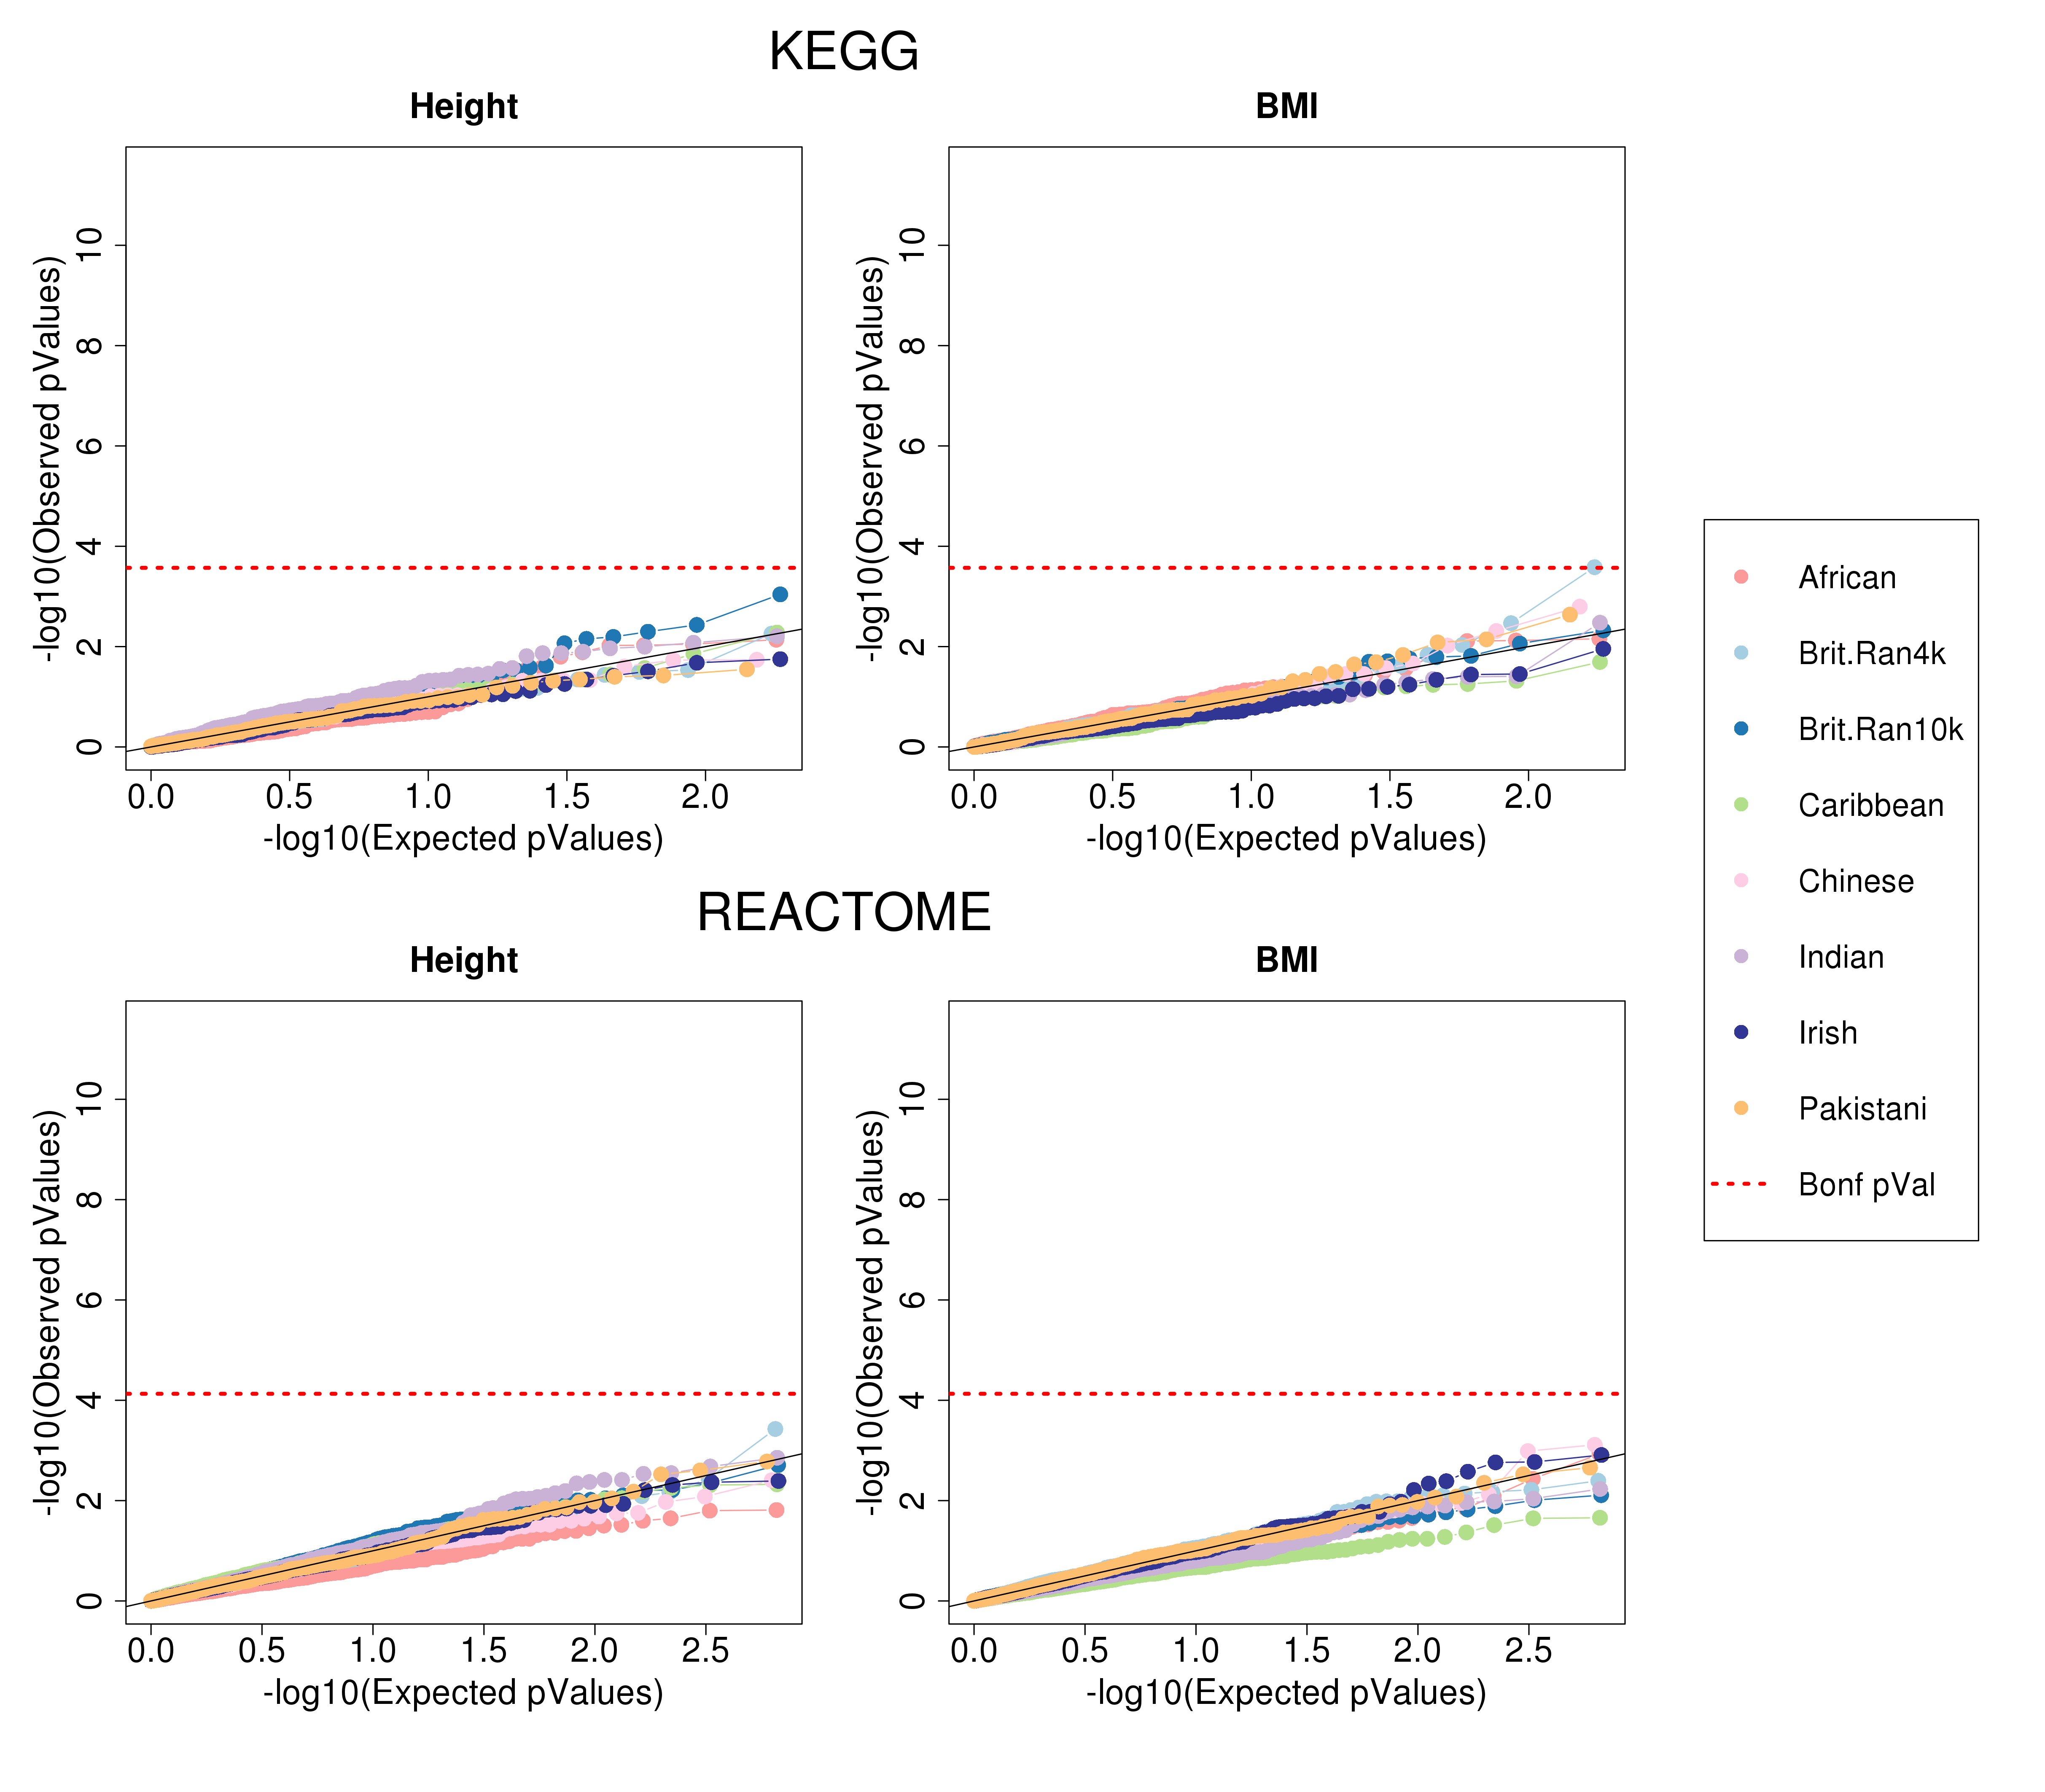 KEGG
Height
BMI
-log10(Observed pValues)
0 2 4 6 8 10
0.0 0.5 1.0 1.5 2.0
-log10(Expected pValues)
-log10(Observed pValues)
0 2 4 6 8 10
0.0 0.5 1.0 1.5 2.0
-log10(Expected pValues)
REACTOME
Height
BMI
-log10(Observed pValues)
0 2 4 6 8 10
0.0 0.5 1.0 1.5 2.0 2.5
-log10(Expected pValues)
-log10(Observed pValues)
0 2 4 6 8 10
0.0 0.5 1.0 1.5 2.0 2.5
-log10(Expected pValues)
African
Brit.Ran4k
Brit.Ran10k
Caribbean
Chinese
Indian
Irish
Pakistani
Bonf pVal